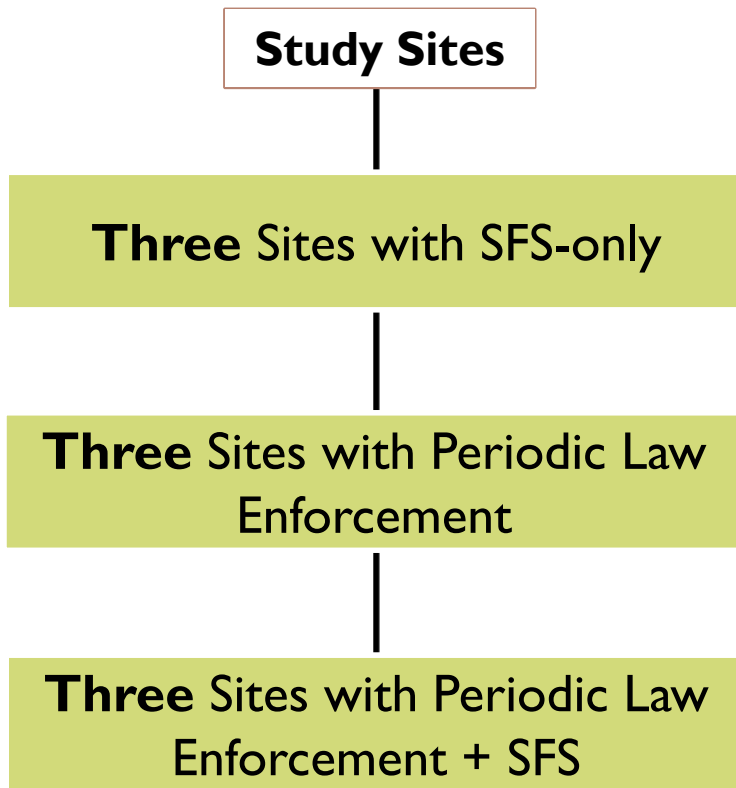 Study Sites
Three Sites with SFS-only
Three Sites with Periodic Law
Enforcement
Three Sites with Periodic Law
Enforcement + SFS